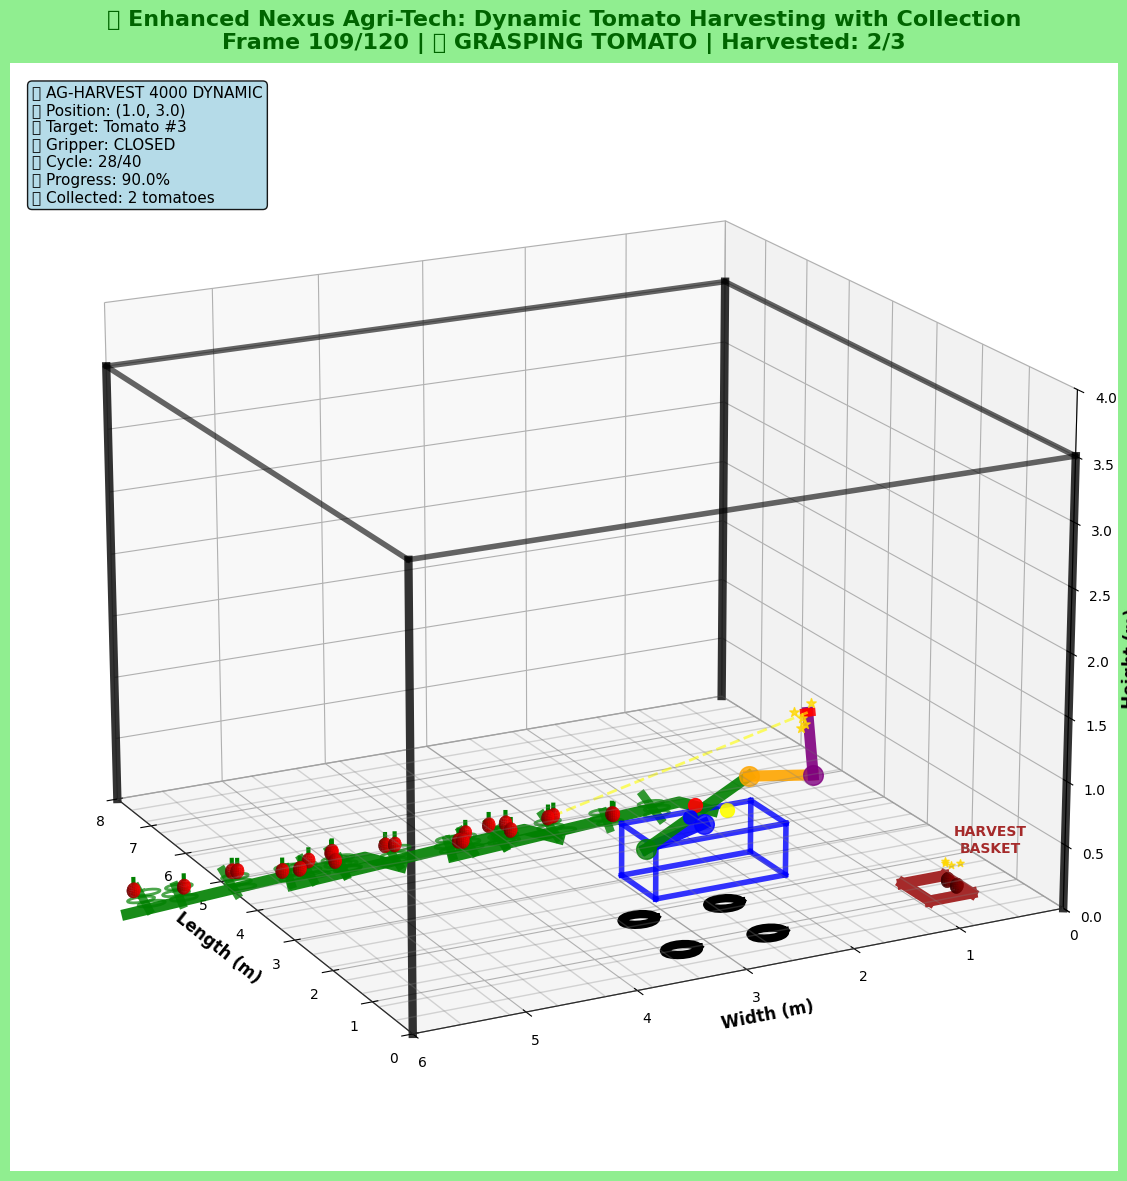 ▯ Enhanced Nexus Agri-Tech: Dynamic Tomato Harvesting with Collection
Frame 109/120 | ▯ GRASPING TOMATO | Harvested: 2/3
▯ AG-HARVEST 4000 DYNAMIC
▯ Position: (1.0, 3.0)
▯ Target: Tomato #3
▯ Gripper: CLOSED
▯ Cycle: 28/40
▯ Progress: 90.0%
▯ Collected: 2 tomatoes
4.0
3.5
3.0
2.5
2.0
1.5
1.0
0.5
0.0
Height (m)
HARVEST
BASKET
8
7
6
5
4
3
2
1
0
Length (m)
6
5
4
3
2
1
0
Width (m)